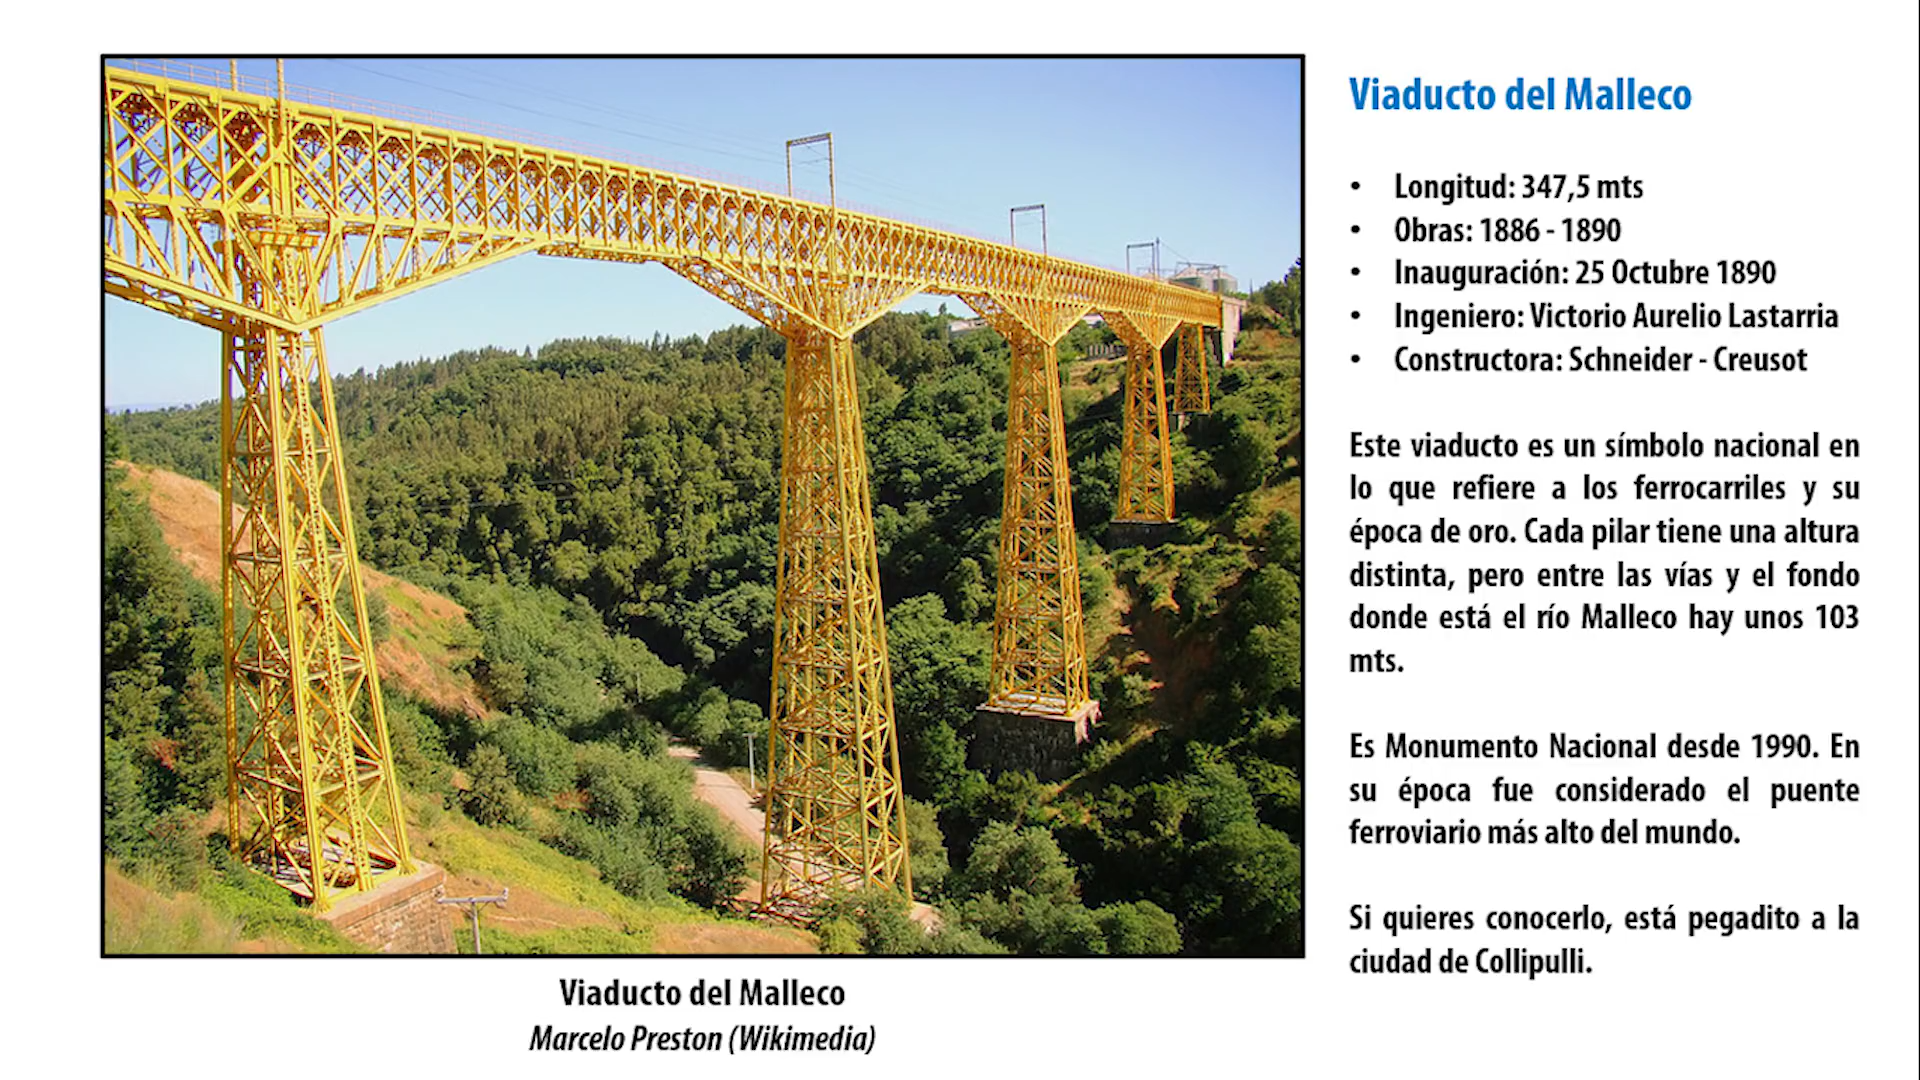 Viaducto del Malleco
• Longitud: 347,5 mts
• Obras: 1886 - 1890
• Inauguración: 25 Octubre 1890
• Ingeniero: Victorio Aurelio Lastarria
• Constructora: Schneider - Creusot
Este viaducto es un símbolo nacional en
lo que refiere a los ferrocarriles y su
época de oro. Cada pilar tiene una altura
distinta, pero entre las vías y el fondo
donde está el río Malleco hay unos 103
mts.
Es Monumento Nacional desde 1990. En
su época fue considerado el puente
ferroviario más alto del mundo.
Si quieres conocerlo, está pegadito a la
ciudad de Collipulli.
Viaducto del Malleco
Marcelo Preston (Wikimedia)